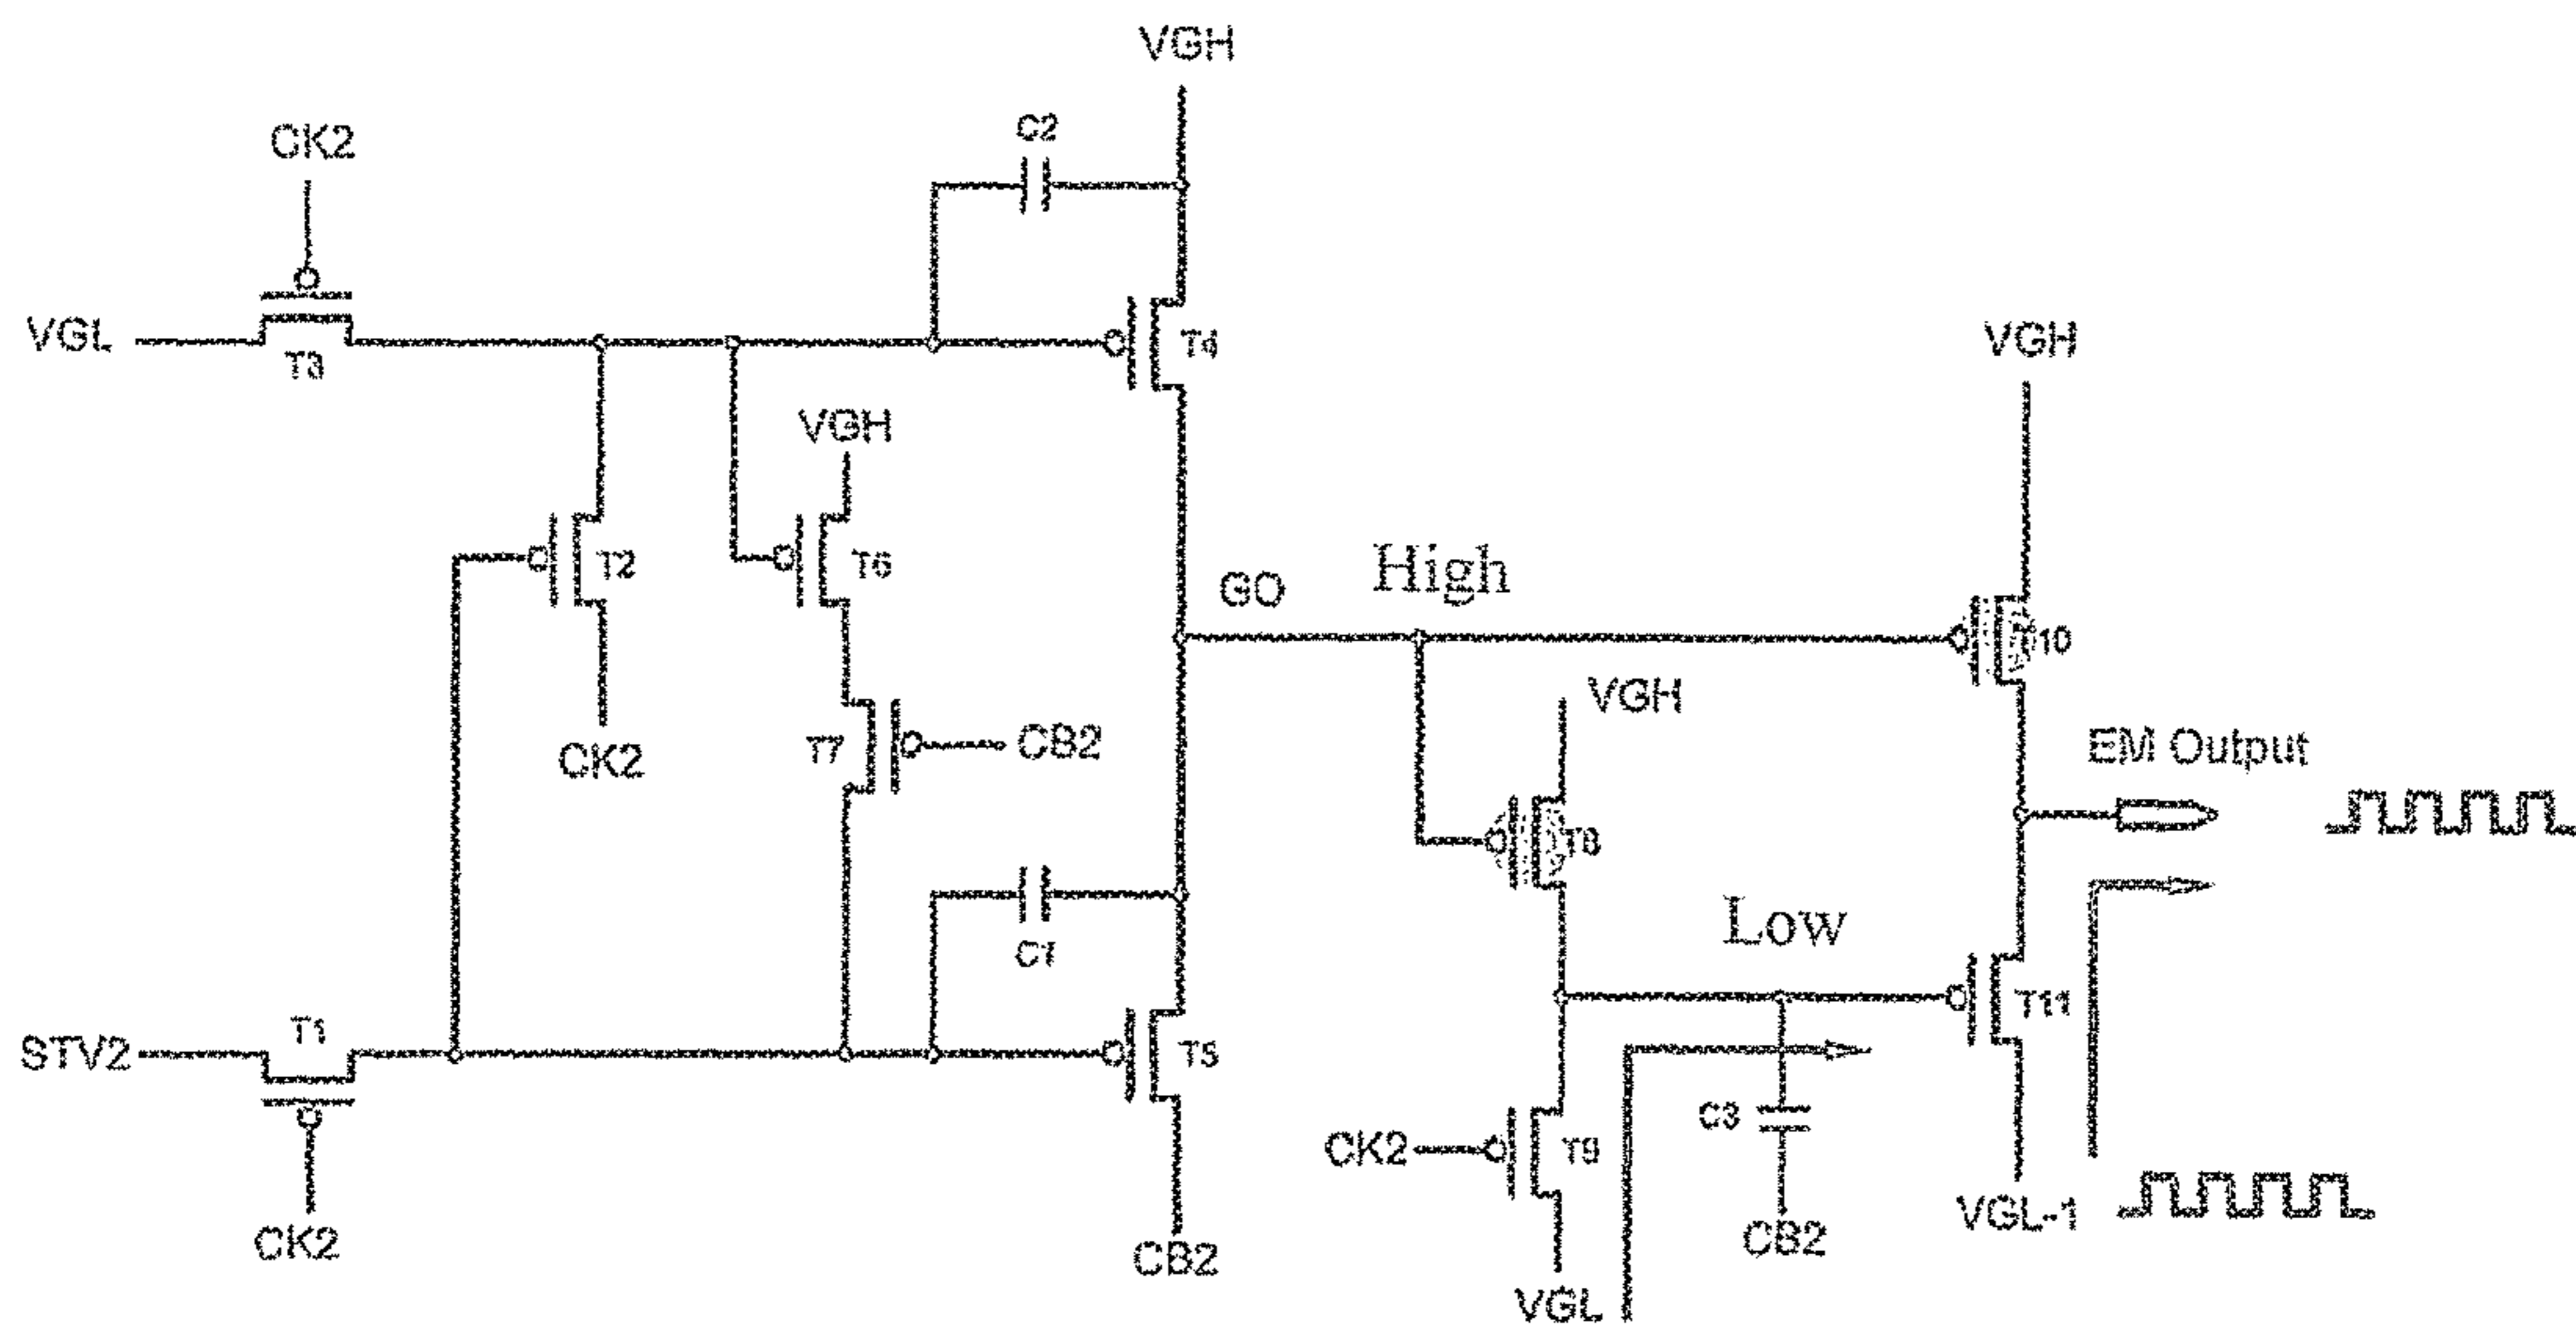 VGH
C2
CK2
VGL
T3
T4
VGH
VGH
T2
T6
GO
High
10
VGH
CK2
T7
CB2
EM Output
T8
Low
C1
STV2
T1
T5
T11
C3
CK2
T9
VGL-1
CK2
CB2
CB2
VGL